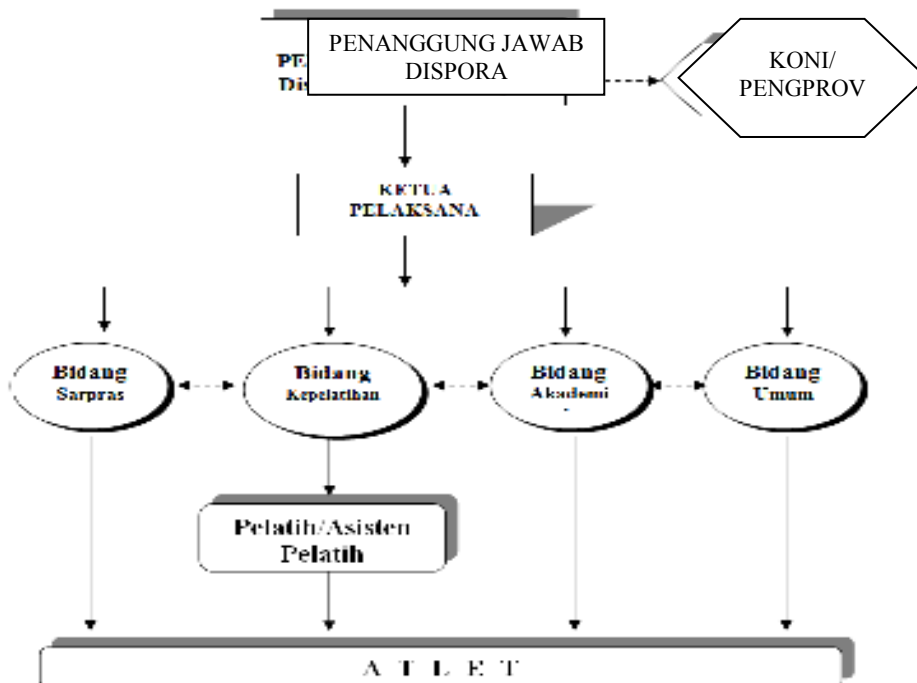 PENANGGUNG JAWAB
DISPORA
KONI/
PENGPROV
KETUA
PELAKSANA
Bidang
Sarpras
Bidang
Kepelatihan
Bidang
Akademi
Bidang
Umum
Pelatih/Asisten
Pelatih
A T L E T